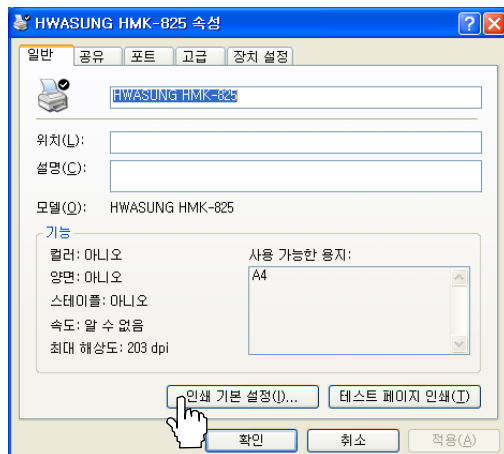 HWASUNG HMK-825 속성
일반 공유 포트 고급 장치 설정
HWASUNG HMK-825
위치(L):
설명(C):
모델(O): HWASUNG HMK-825
기능
컬러: 아니오 사용 가능한 용지:
양면: 아니오 A4
스테이플: 아니오
속도: 알 수 없음
최대 해상도: 203 dpi
인쇄 기본 설정(I)... 테스트 페이지 인쇄(T)
확인 취소 적용(A)